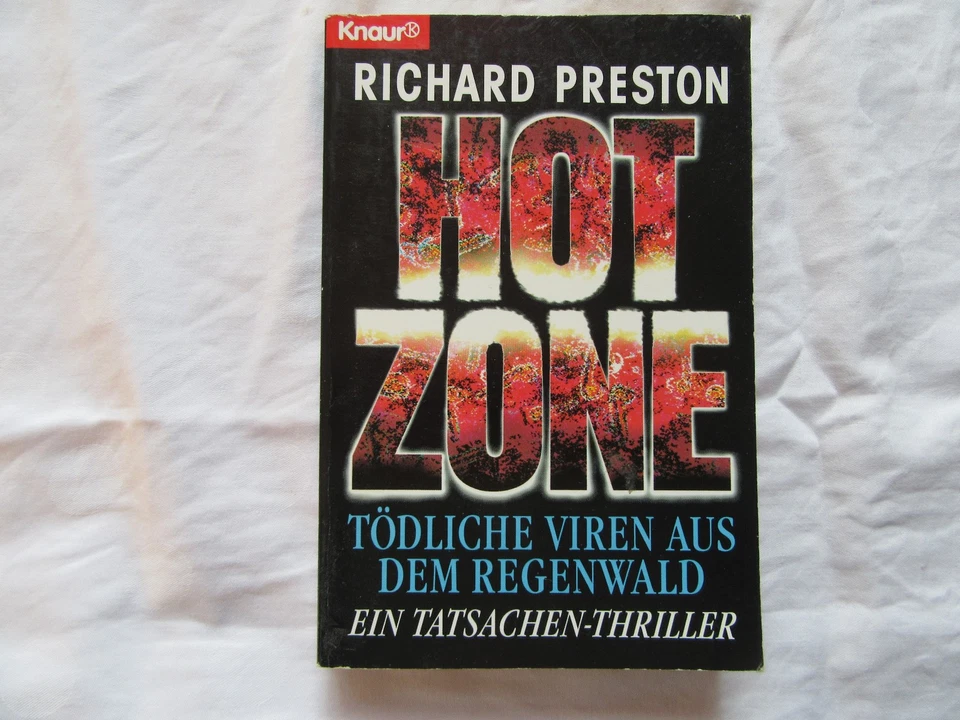 Knaur®
RICHARD PRESTON
HOT
ZONE
TÖDLICHE VIREN AUS
DEM REGENWALD
EIN TATSACHEN-THRILLER